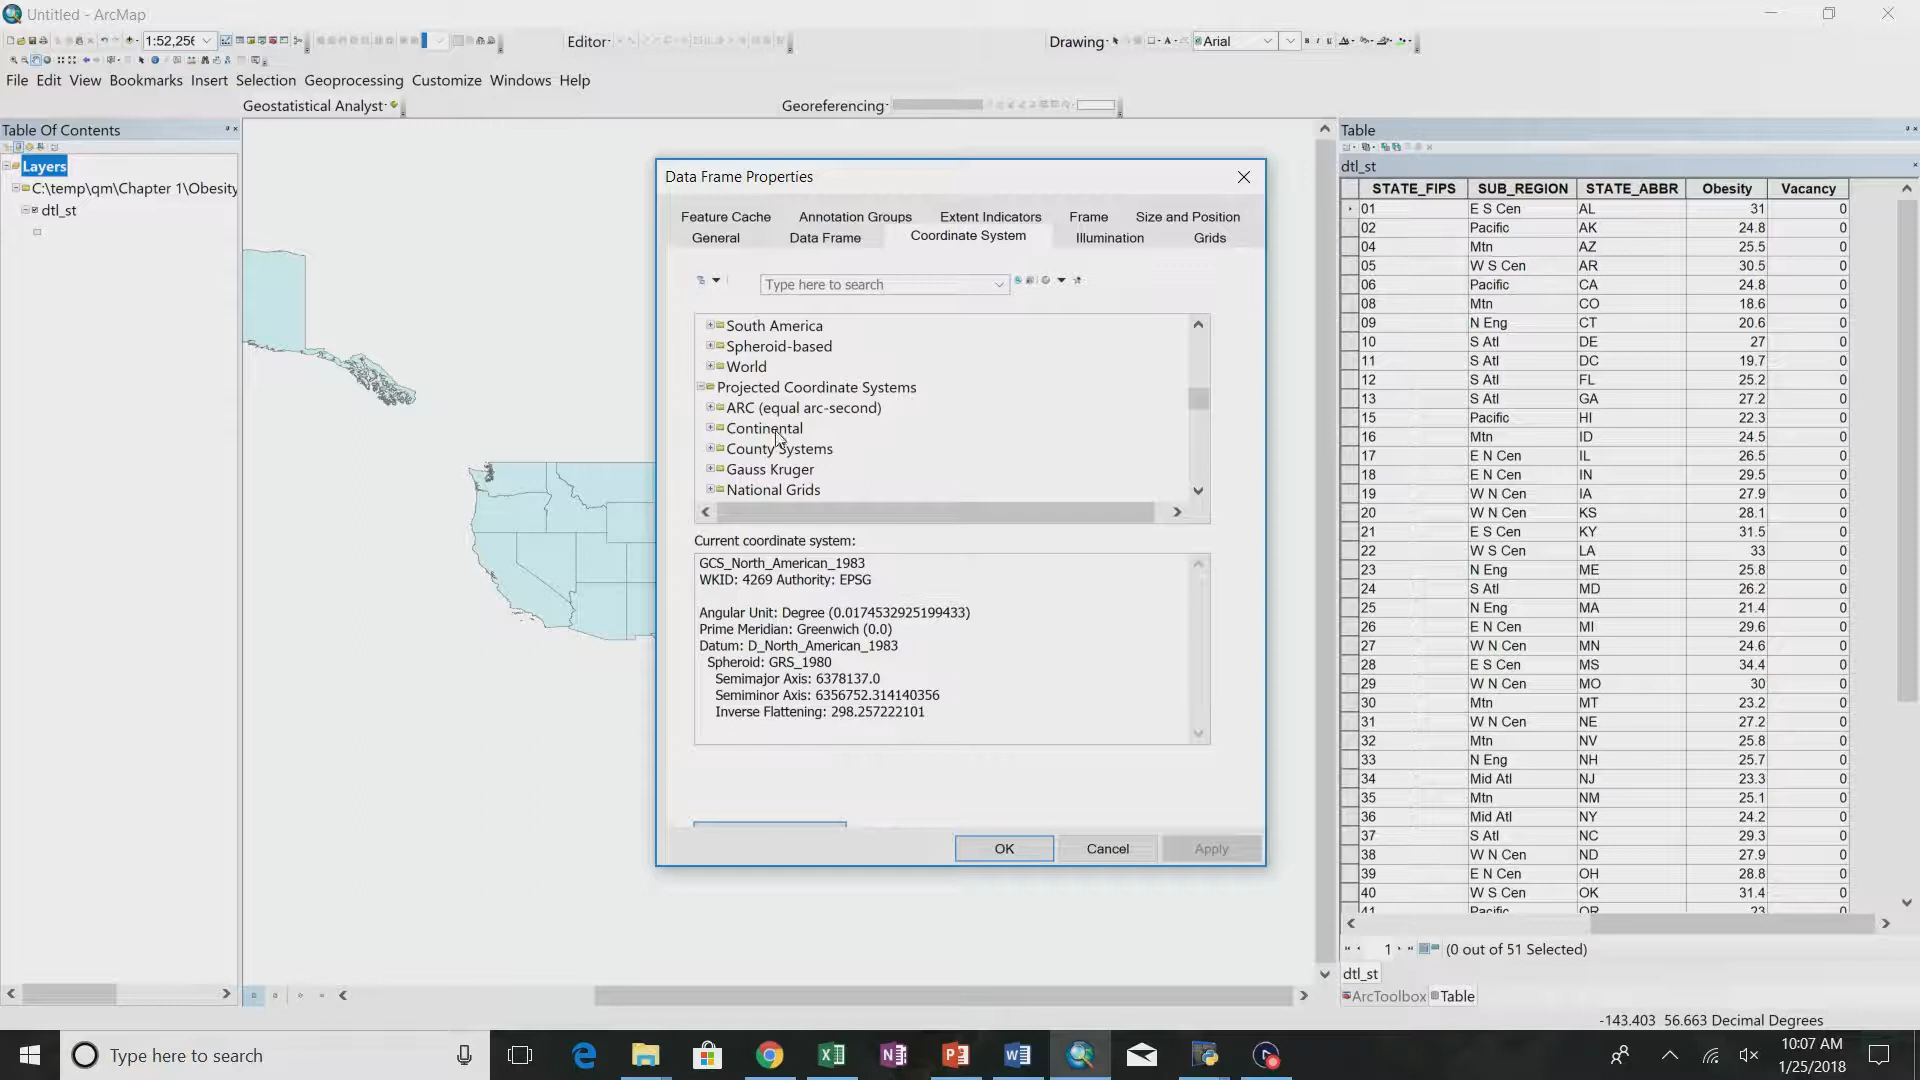 Untitled - ArcMap
1:52,256
Editor
Drawing
Arial
File Edit View Bookmarks Insert Selection Geoprocessing Customize Windows Help
Geostatistical Analyst
Georeferencing
Table Of Contents
Layers
C:\temp\qm\Chapter 1\Obesity
dtl_st
Data Frame Properties
Feature Cache Annotation Groups Extent Indicators Frame Size and Position
General Data Frame Coordinate System Illumination Grids
Type here to search
South America
Spheroid-based
World
Projected Coordinate Systems
ARC (equal arc-second)
Continental
County Systems
Gauss Kruger
National Grids
Current coordinate system:
GCS_North_American_1983
WKID: 4269 Authority: EPSG
Angular Unit: Degree (0.0174532925199433)
Prime Meridian: Greenwich (0.0)
Datum: D_North_American_1983
Spheroid: GRS_1980
Semimajor Axis: 6378137.0
Semiminor Axis: 6356752.314140356
Inverse Flattening: 298.257222101
OK Cancel Apply
Table
dtl_st
STATE_FIPS SUB_REGION STATE_ABBR Obesity Vacancy
01 E S Cen AL 31 0
02 Pacific AK 24.8 0
04 Mtn AZ 25.5 0
05 W S Cen AR 30.5 0
06 Pacific CA 24.8 0
08 Mtn CO 18.6 0
09 N Eng CT 20.6 0
10 S Atl DE 27 0
11 S Atl DC 19.7 0
12 S Atl FL 25.2 0
13 S Atl GA 27.2 0
15 Pacific HI 22.3 0
16 Mtn ID 24.5 0
17 E N Cen IL 26.5 0
18 E N Cen IN 29.5 0
19 W N Cen IA 27.9 0
20 W N Cen KS 28.1 0
21 E S Cen KY 31.5 0
22 W S Cen LA 33 0
23 N Eng ME 25.8 0
24 S Atl MD 26.2 0
25 N Eng MA 21.4 0
26 E N Cen MI 29.6 0
27 W N Cen MN 24.6 0
28 E S Cen MS 34.4 0
29 W N Cen MO 30 0
30 Mtn MT 23.2 0
31 W N Cen NE 27.2 0
32 Mtn NV 25.8 0
33 N Eng NH 25.7 0
34 Mid Atl NJ 23.3 0
35 Mtn NM 25.1 0
36 Mid Atl NY 24.2 0
37 S Atl NC 29.3 0
38 W N Cen ND 27.9 0
39 E N Cen OH 28.8 0
40 W S Cen OK 31.4 0
41 Pacific OR 23 0
1 (0 out of 51 Selected)
dtl_st
ArcToolbox Table
-143.403 56.663 Decimal Degrees
Type here to search
10:07 AM
1/25/2018